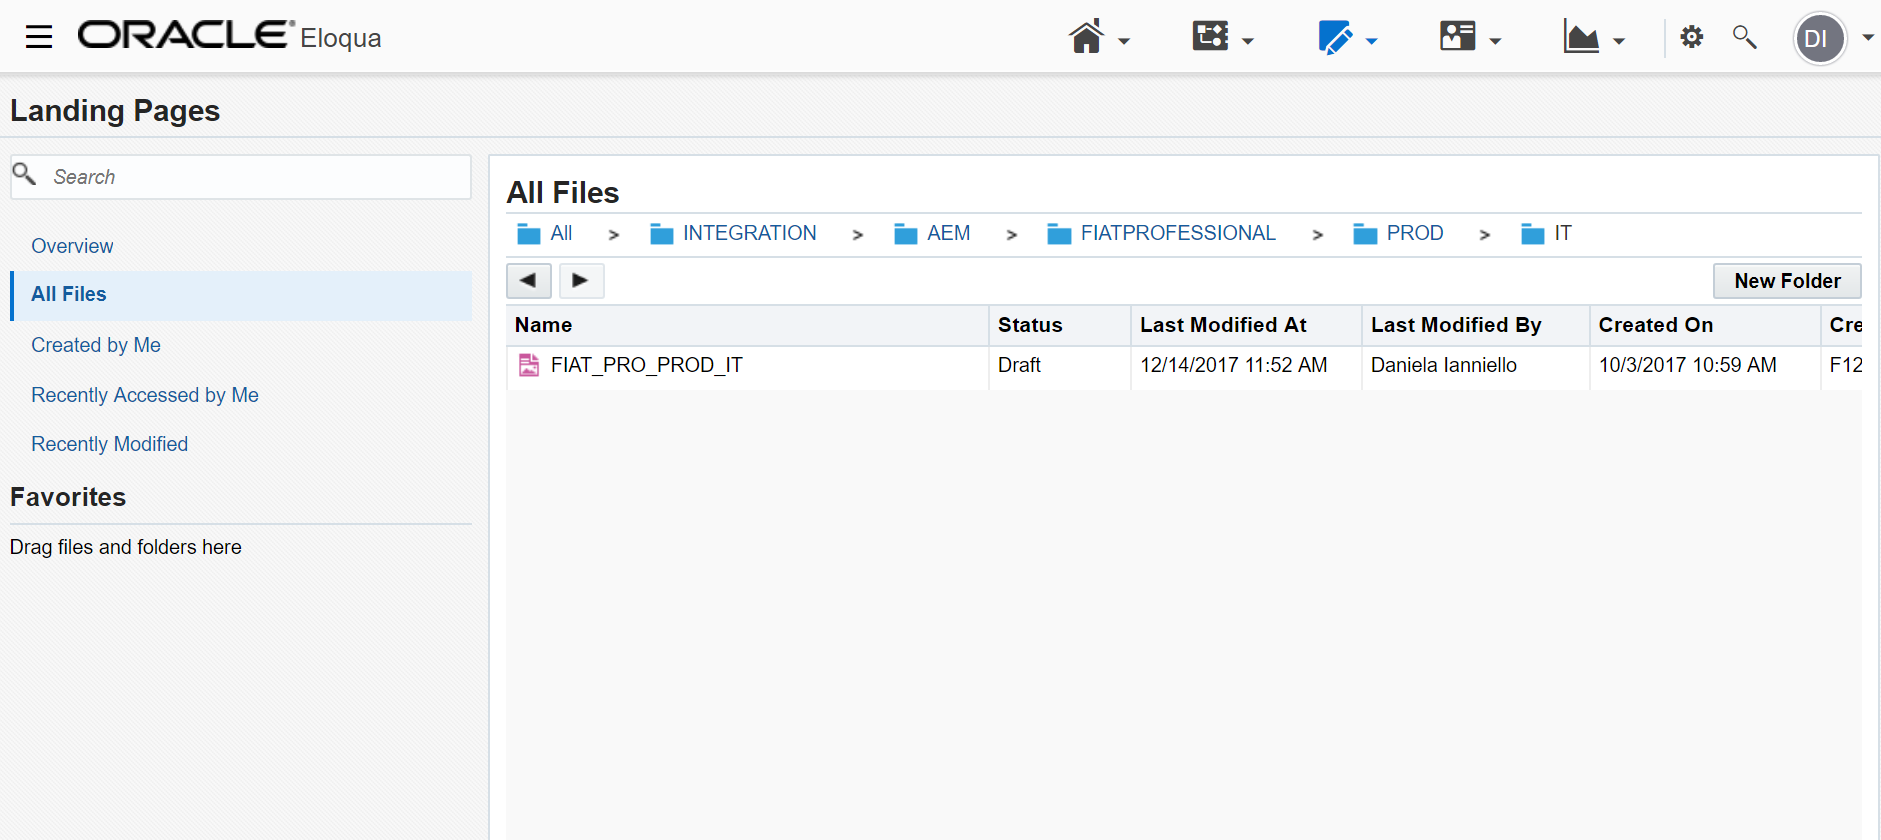 ORACLE® Eloqua
DI
Landing Pages
Search
Overview
All Files
Created by Me
Recently Accessed by Me
Recently Modified
Favorites
Drag files and folders here
All Files
All > INTEGRATION > AEM > FIATPROFESSIONAL > PROD > IT
New Folder
Name Status Last Modified At Last Modified By Created On Cre
FIAT_PRO_PROD_IT Draft 12/14/2017 11:52 AM Daniela Ianniello 10/3/2017 10:59 AM F12